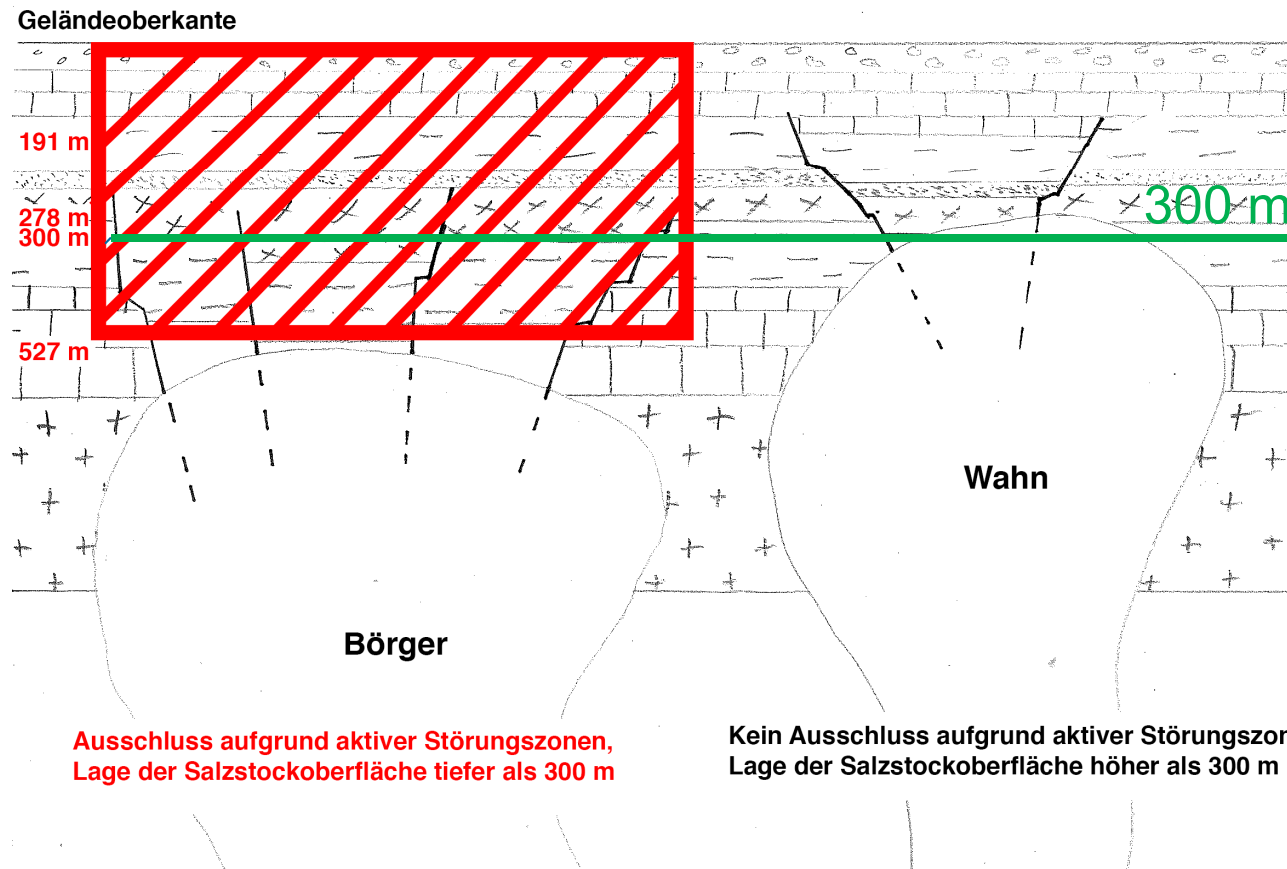 Geländeoberkante
191 m
278 m
300 m
300 m
527 m
Wahn
Börger
Ausschluss aufgrund aktiver Störungszonen,
Lage der Salzstockoberfläche tiefer als 300 m
Kein Ausschluss aufgrund aktiver Störungszon
Lage der Salzstockoberfläche höher als 300 m